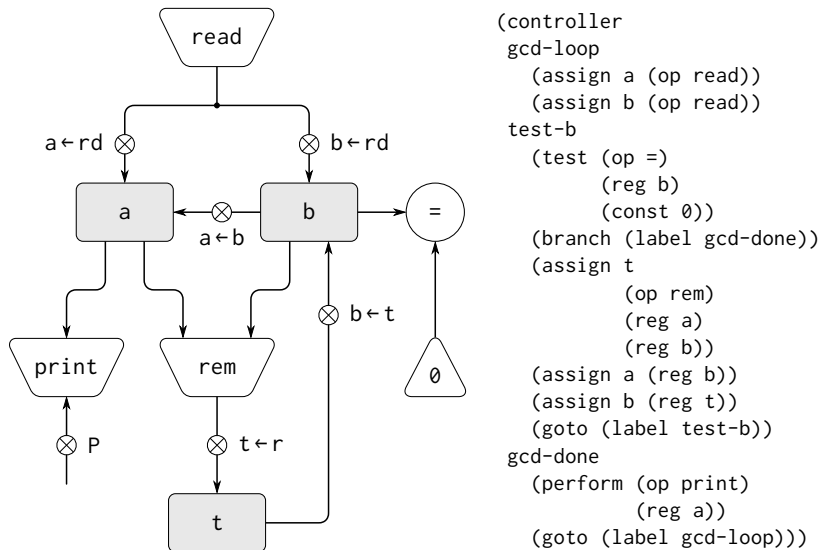 read
a←rd
b←rd
a
b
=
a←b
b←t
print
rem
0
P
t←r
t
(controller
 gcd-loop
   (assign a (op read))
   (assign b (op read))
 test-b
   (test (op =)
         (reg b)
         (const 0))
   (branch (label gcd-done))
   (assign t
           (op rem)
           (reg a)
           (reg b))
   (assign a (reg b))
   (assign b (reg t))
   (goto (label test-b))
 gcd-done
   (perform (op print)
            (reg a))
   (goto (label gcd-loop)))